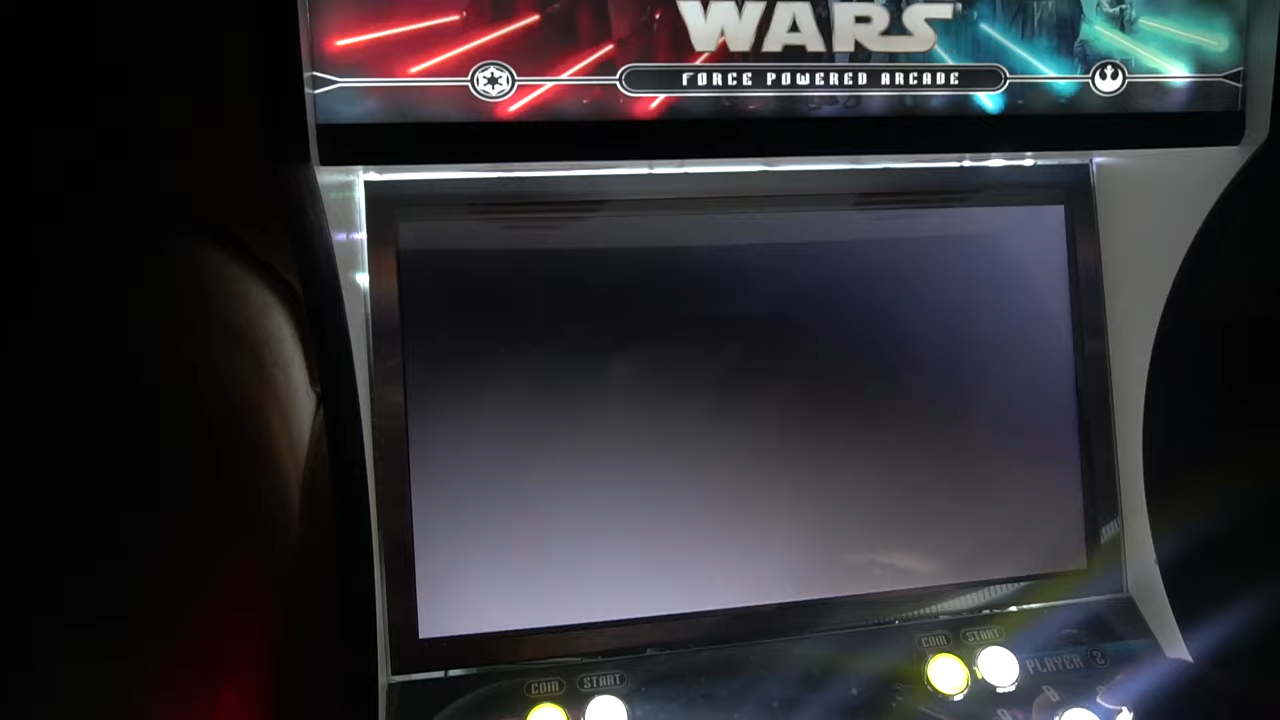 WARS
FORCE POWERED ARCADE
COIN START
PLAYER 2
COIN START